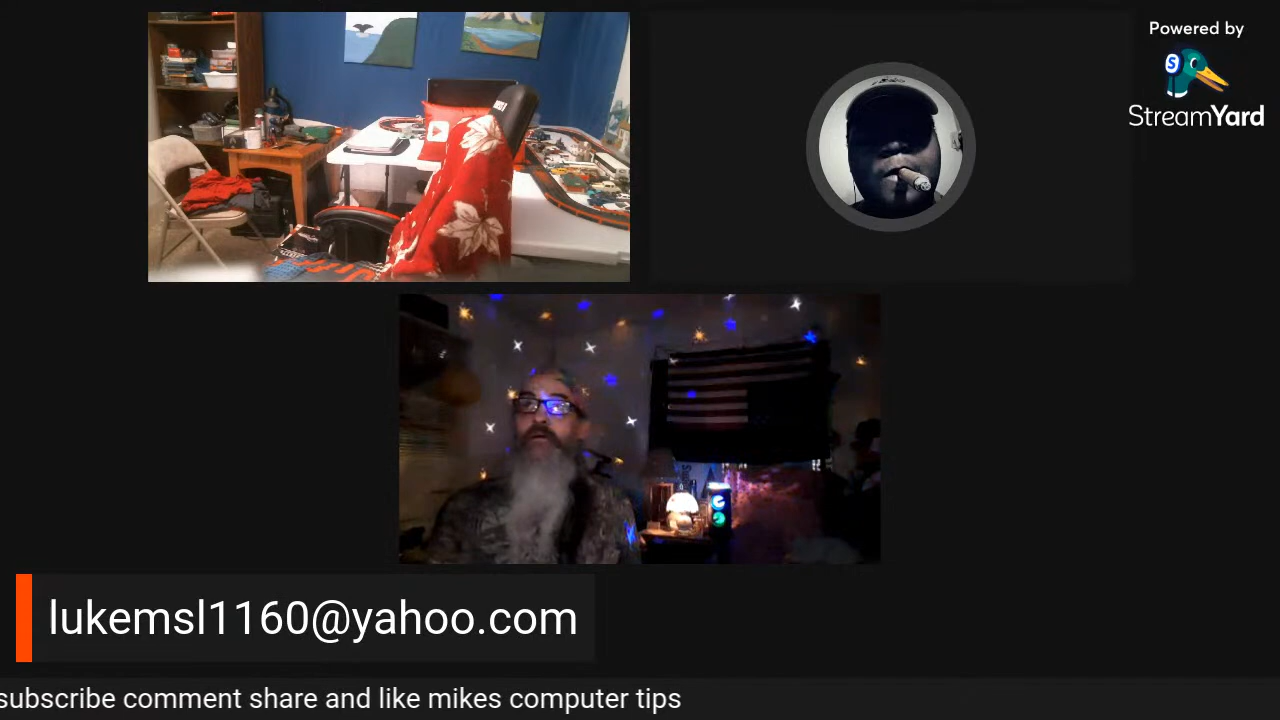 Powered by
StreamYard
lukemsl1160@yahoo.com
subscribe comment share and like mikes computer tips